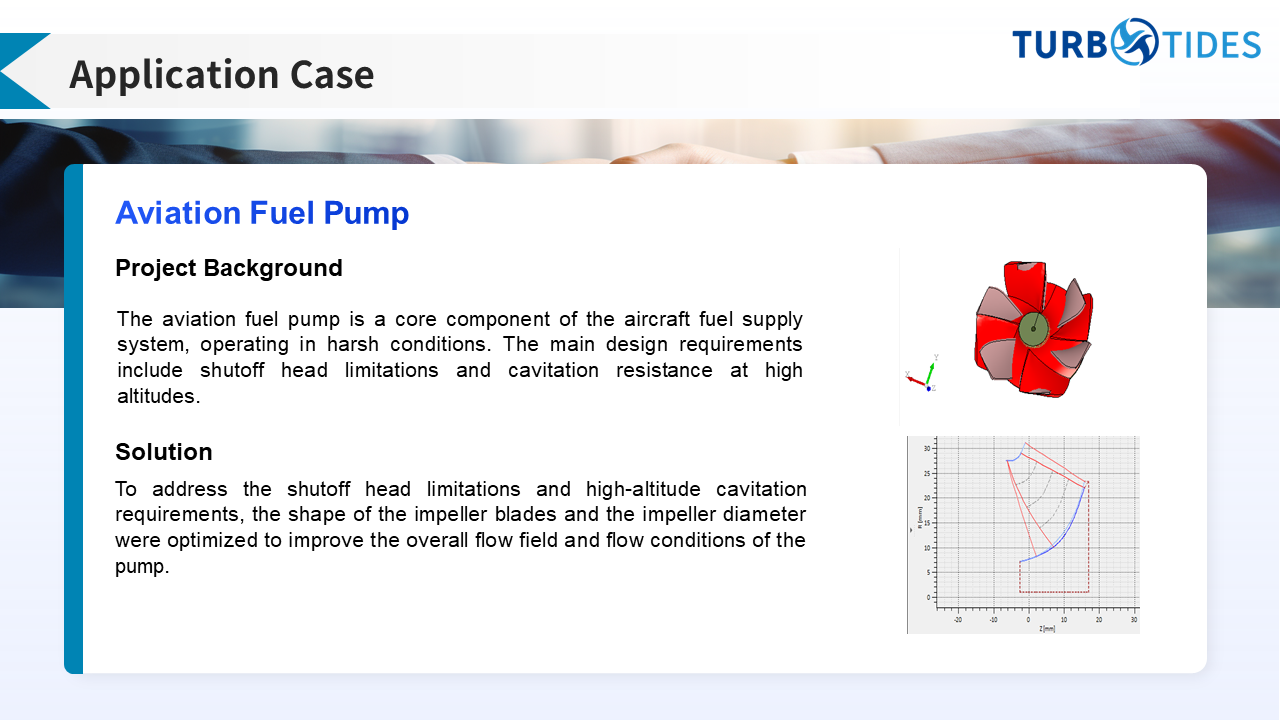 TURBTIDES
Application Case
Aviation Fuel Pump
Project Background
The aviation fuel pump is a core component of the aircraft fuel supply
system, operating in harsh conditions. The main design requirements
include shutoff head limitations and cavitation resistance at high
altitudes.
Solution
To address the shutoff head limitations and high-altitude cavitation
requirements, the shape of the impeller blades and the impeller diameter
were optimized to improve the overall flow field and flow conditions of the
pump.
Y
Z
30
25
20
15
10
5
0
R [mm]
-20 -10 0 10 20 30
Z [mm]